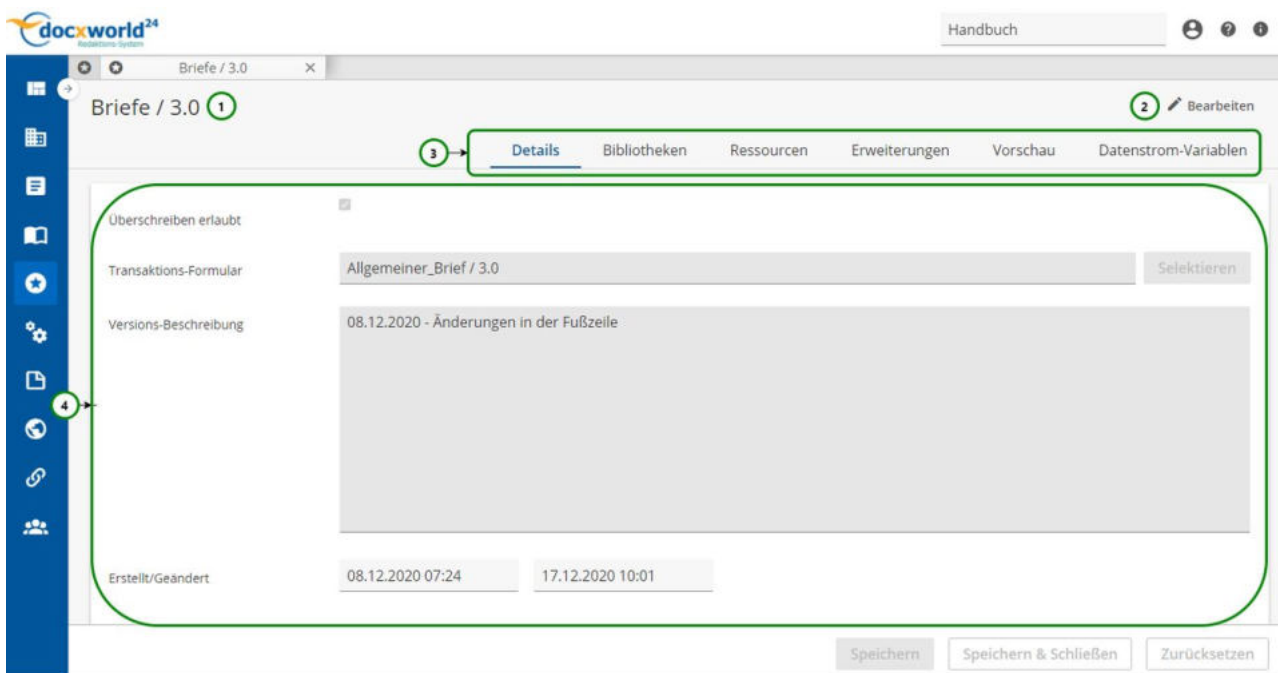 docxworld24
Redaktions-System
Handbuch
Briefe / 3.0
Briefe / 3.0 1
2 Bearbeiten
3 Details Bibliotheken Ressourcen Erweiterungen Vorschau Datenstrom-Variablen
Überschreiben erlaubt
Transaktions-Formular Allgemeiner_Brief / 3.0 Selektieren
Versions-Beschreibung 08.12.2020 - Änderungen in der Fußzeile
4
Erstellt/Geändert 08.12.2020 07:24 17.12.2020 10:01
Speichern Speichern & Schließen Zurücksetzen